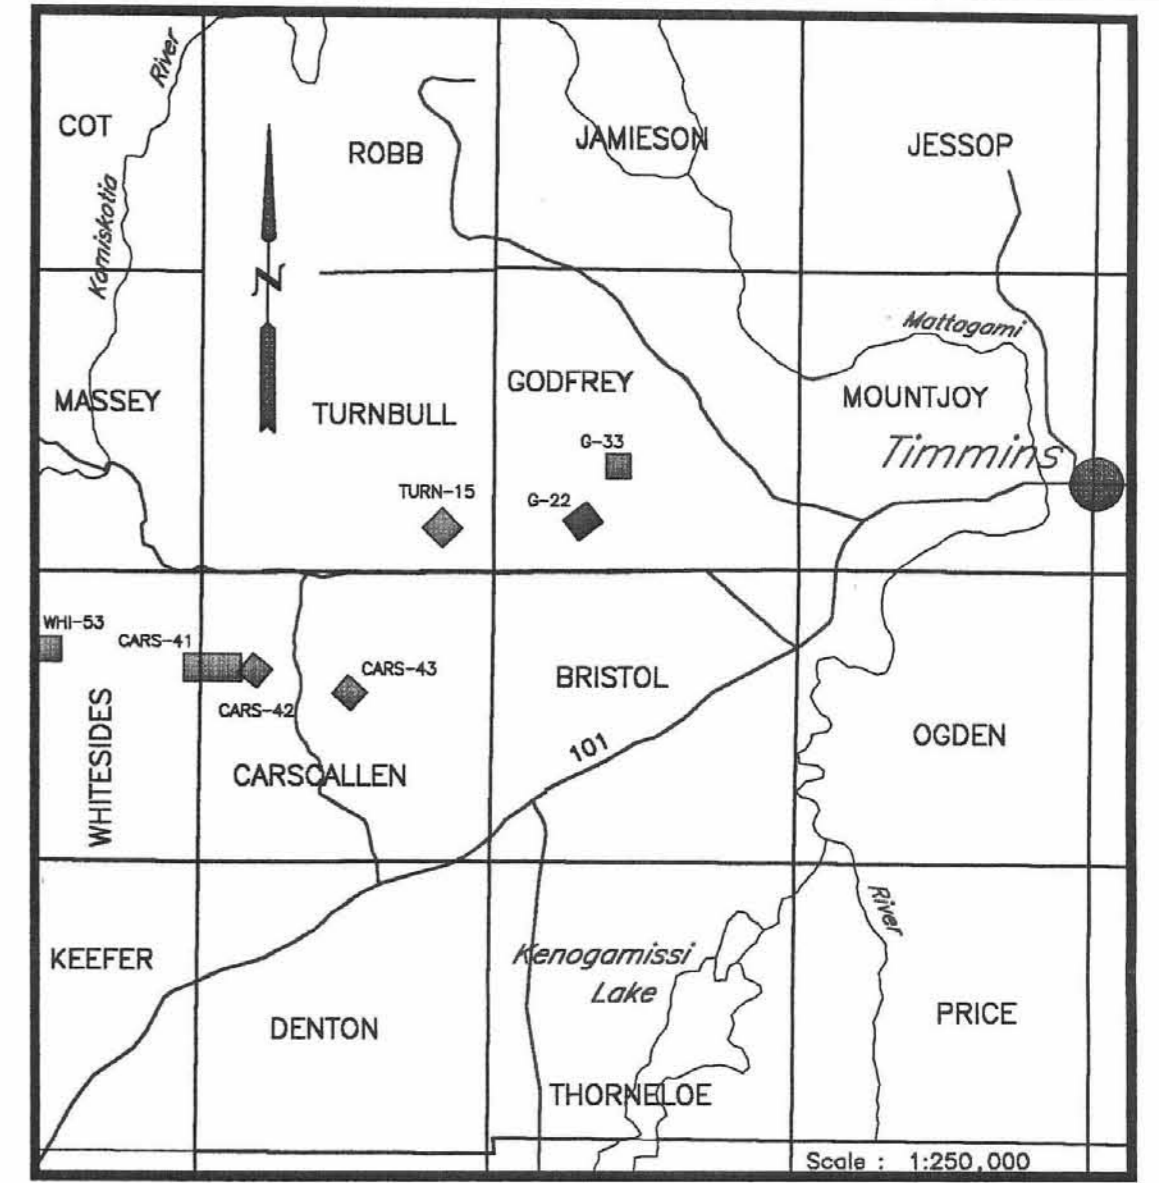 River
COT
ROBB
JAMIESON
JESSOP
Kamiskotia
N
Mattagami
MASSEY
TURNBULL
GODFREY
MOUNTJOY
G-33
Timmins
TURN-15
G-22
WHI-53
CARS-41
CARS-43
CARS-42
BRISTOL
WHITESIDES
101
OGDEN
CARSCALLEN
River
KEEFER
Kenogamissi
Lake
DENTON
PRICE
THORNELOE
Scale : 1:250,000